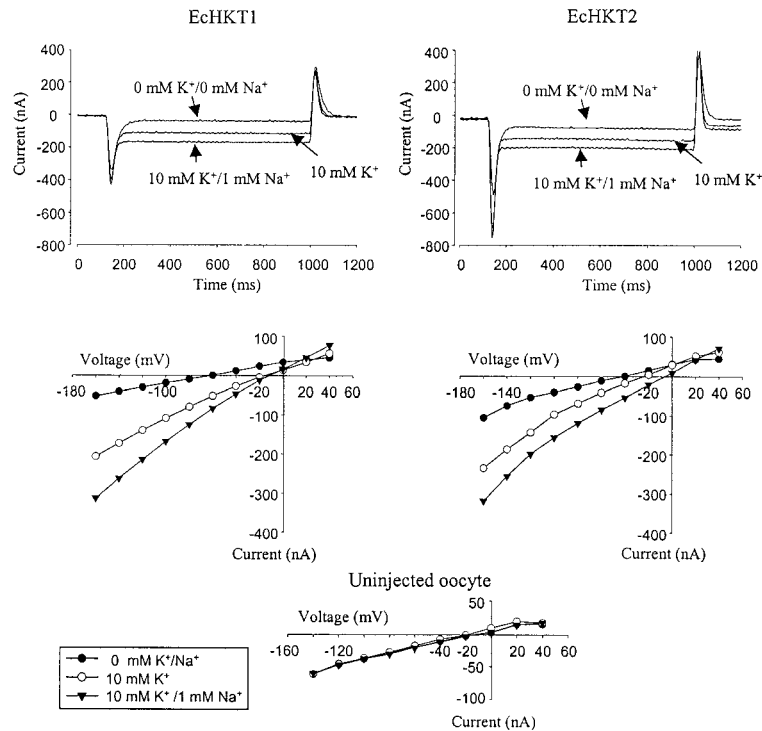 EcHKT1
EcHKT2
400
200
0
-200
-400
-600
-800
Current (nA)
0 mM K⁺/0 mM Na⁺
10 mM K⁺/1 mM Na⁺
10 mM K⁺
0 200 400 600 800 1000 1200
Time (ms)
400
200
0
-200
-400
-600
-800
Current (nA)
0 mM K⁺/0 mM Na⁺
10 mM K⁺
10 mM K⁺/1 mM Na⁺
0 200 400 600 800 1000 1200
Time (ms)
Voltage (mV)
100
-180 -100 -20 20 40 60
-100
-200
-300
-400
Current (nA)
Voltage (mV)
100
-180 -140 -100 -60 -20 20 40 60
-100
-200
-300
-400
Current (nA)
Uninjected oocyte
Voltage (mV)
50
-160 -120 -80 -40 -20 20 40 60
-50
-100
Current (nA)
0 mM K⁺/Na⁺
10 mM K⁺
10 mM K⁺/1 mM Na⁺